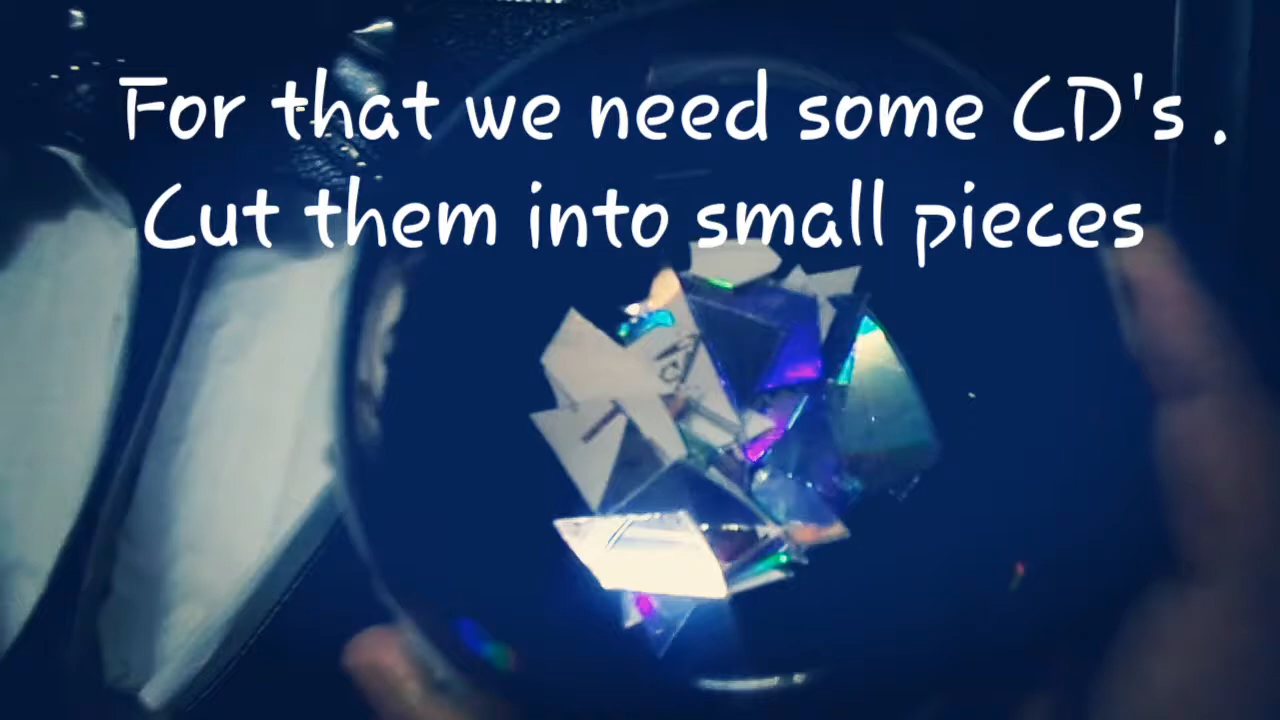 For that we need some CD's .
Cut them into small pieces